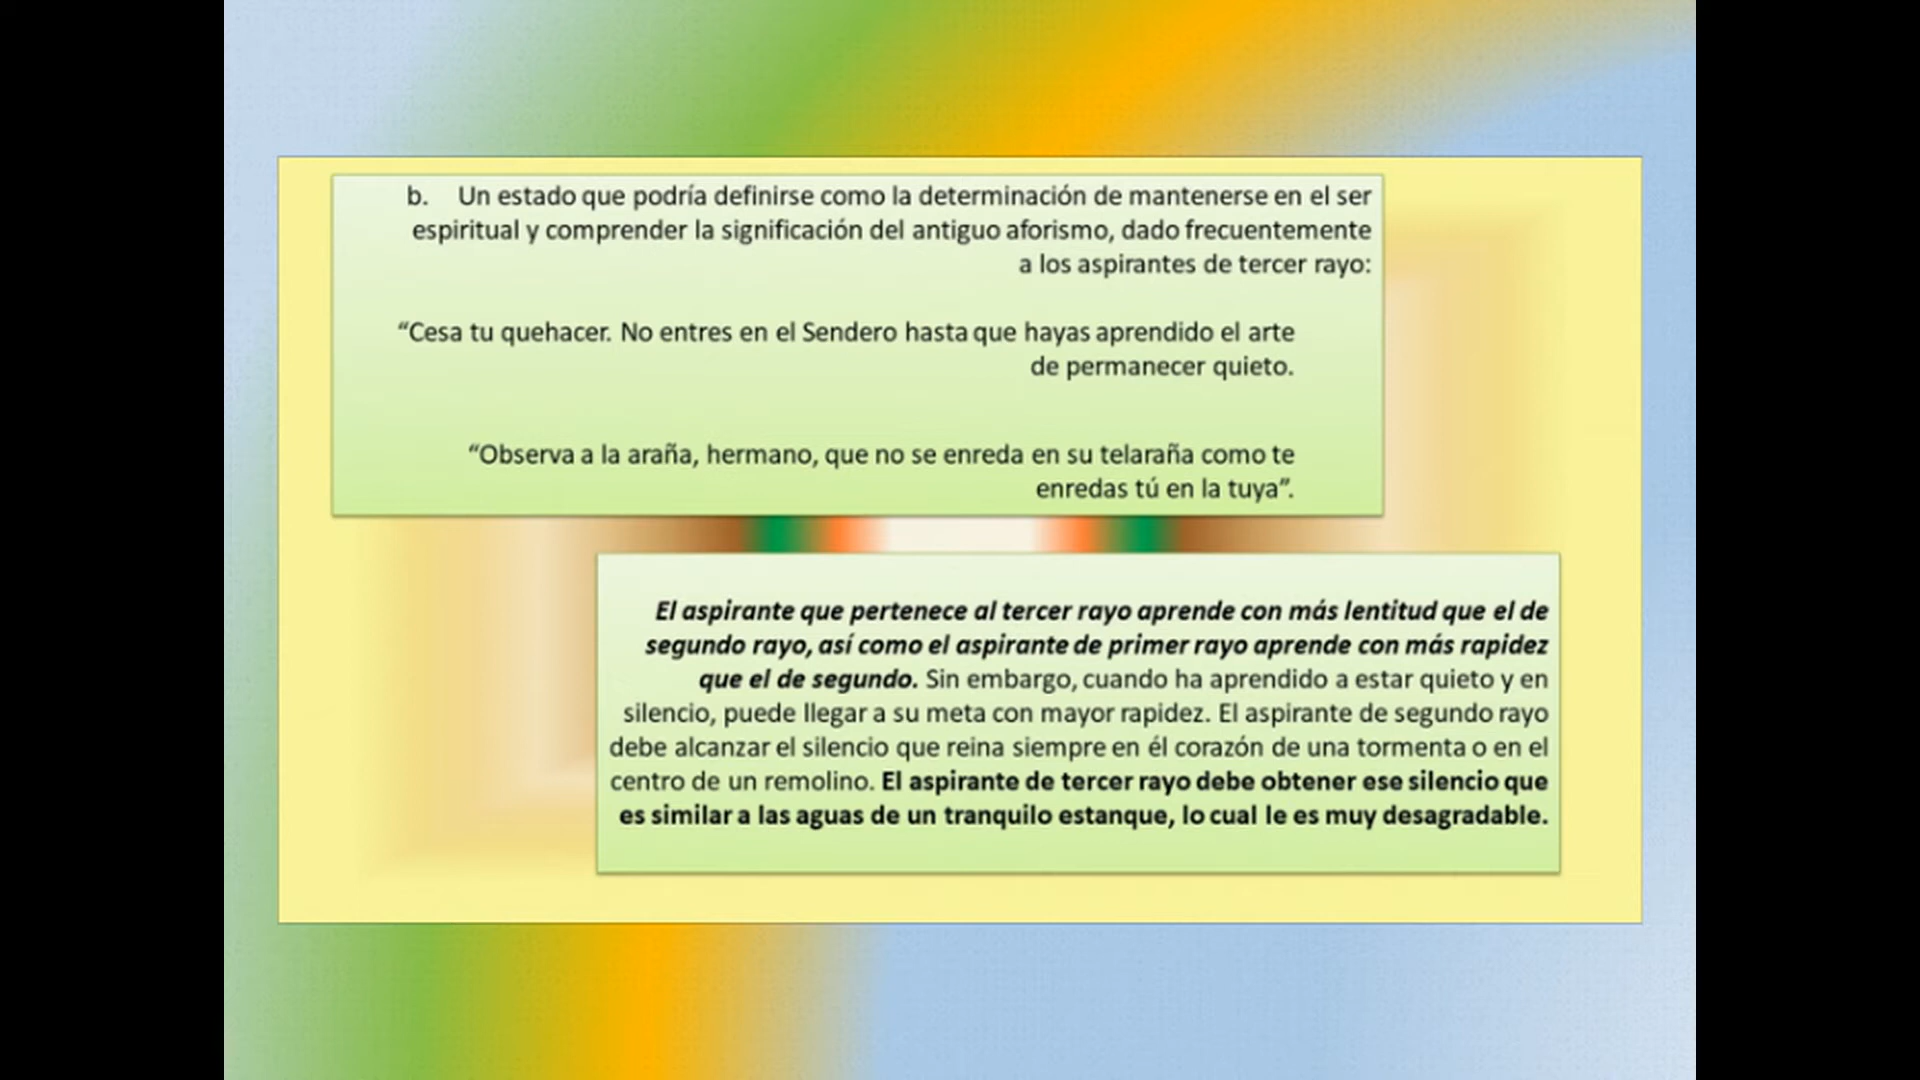 b. Un estado que podría definirse como la determinación de mantenerse en el ser
espiritual y comprender la significación del antiguo aforismo, dado frecuentemente
a los aspirantes de tercer rayo:
“Cesa tu quehacer. No entres en el Sendero hasta que hayas aprendido el arte
de permanecer quieto.
“Observa a la araña, hermano, que no se enreda en su telaraña como te
enredas tú en la tuya”.
El aspirante que pertenece al tercer rayo aprende con más lentitud que el de
segundo rayo, así como el aspirante de primer rayo aprende con más rapidez
que el de segundo. Sin embargo, cuando ha aprendido a estar quieto y en
silencio, puede llegar a su meta con mayor rapidez. El aspirante de segundo rayo
debe alcanzar el silencio que reina siempre en él corazón de una tormenta o en el
centro de un remolino. El aspirante de tercer rayo debe obtener ese silencio que
es similar a las aguas de un tranquilo estanque, lo cual le es muy desagradable.